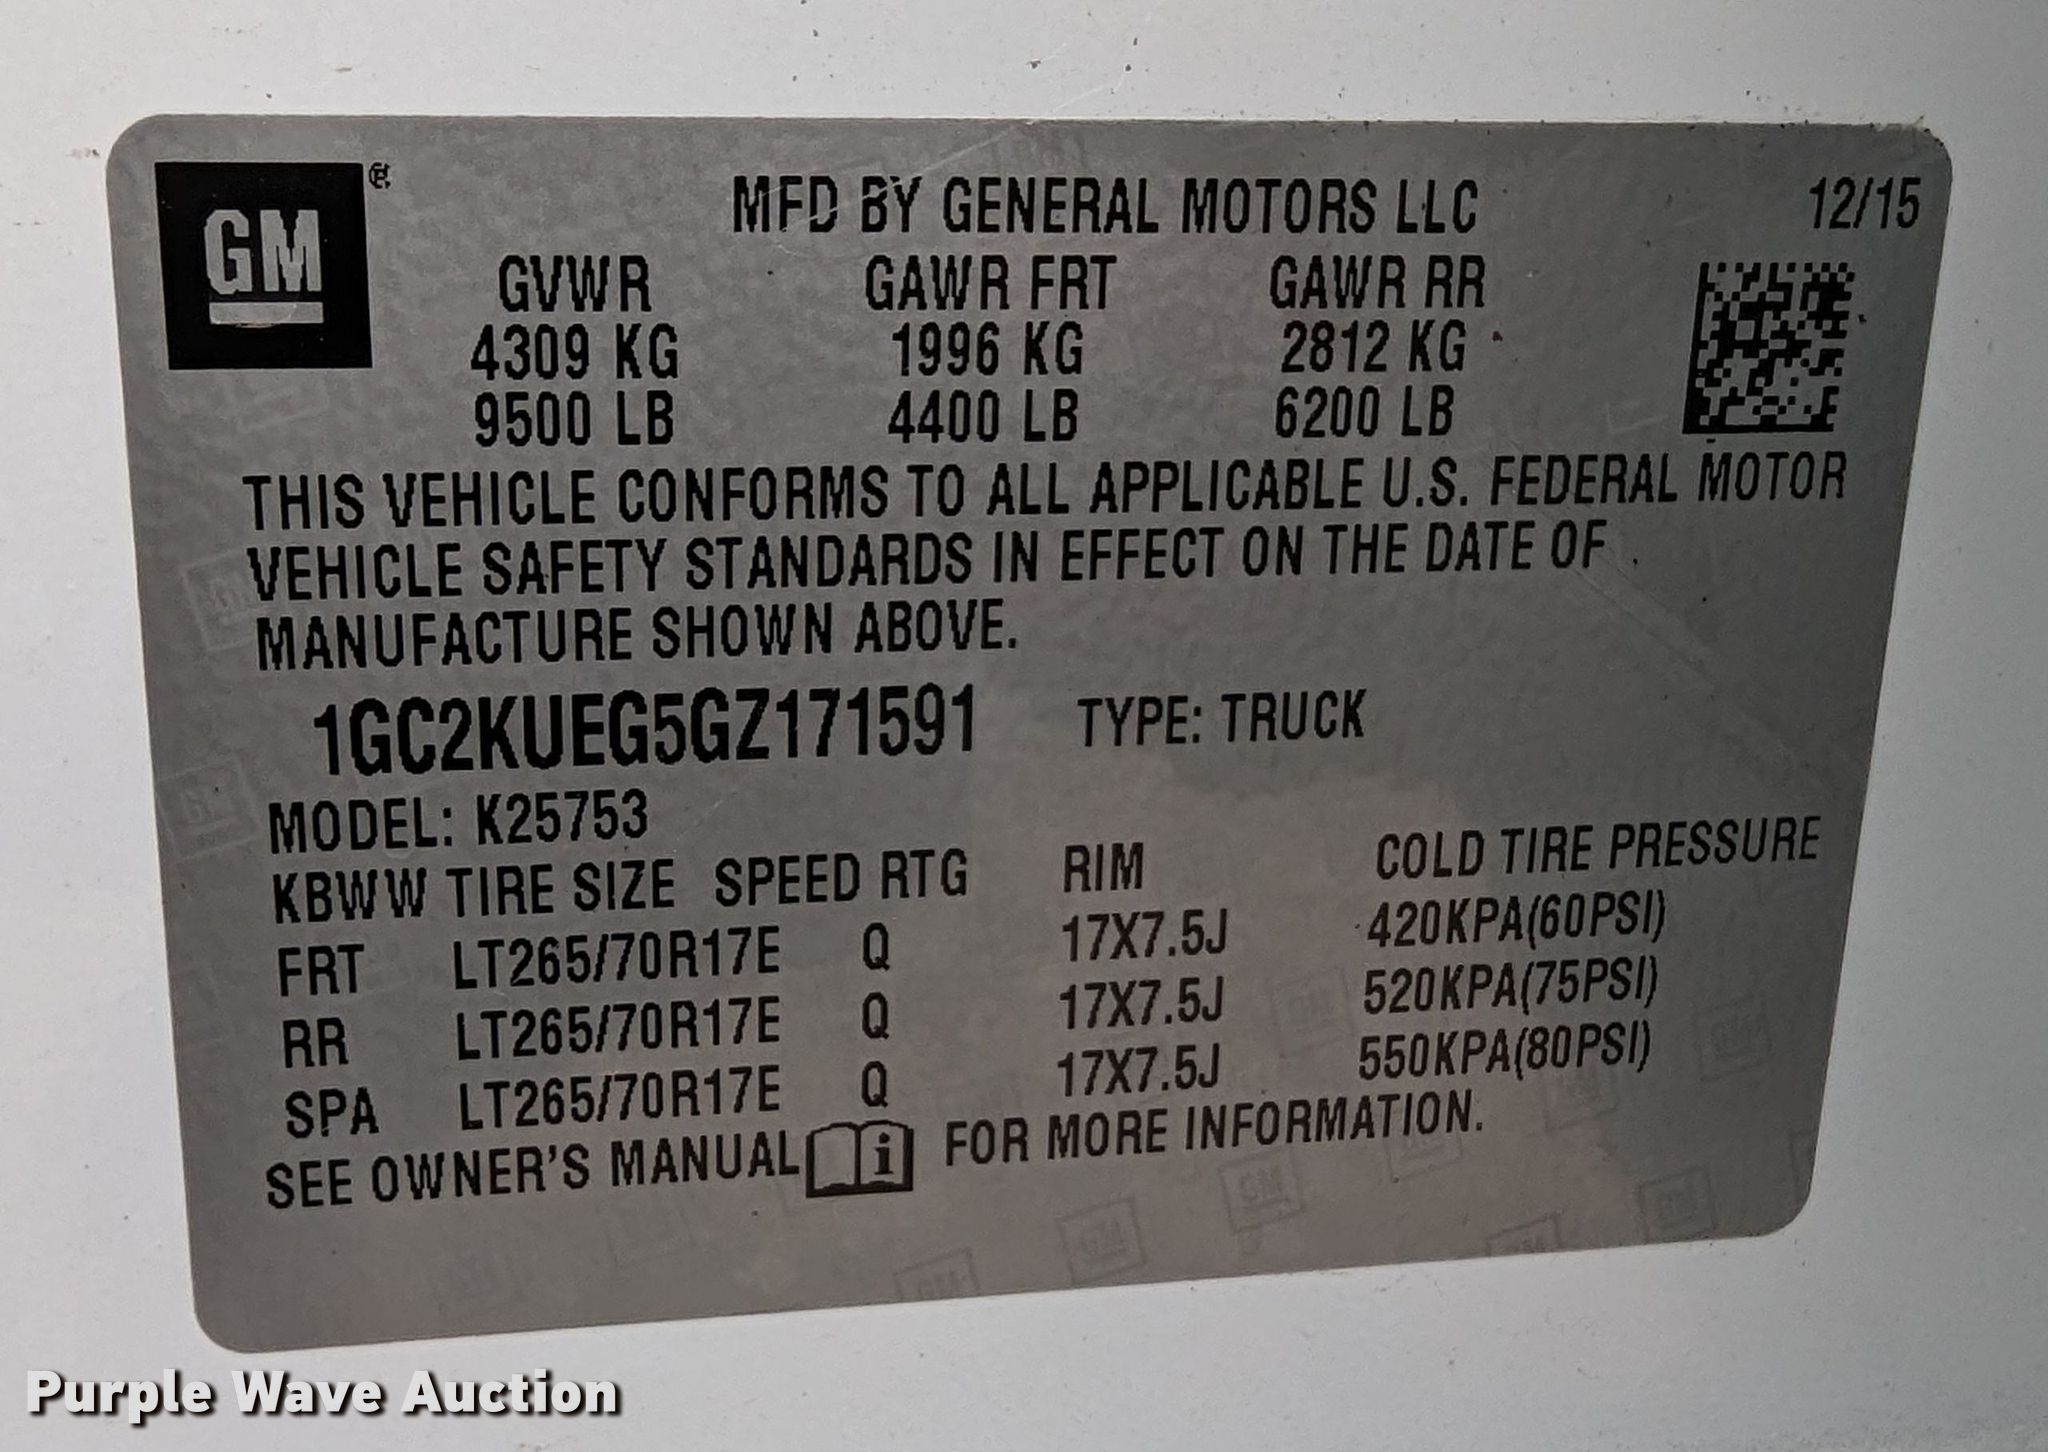 GM ®
MFD BY GENERAL MOTORS LLC 12/15
GVWR GAWR FRT GAWR RR
4309 KG 1996 KG 2812 KG
9500 LB 4400 LB 6200 LB
THIS VEHICLE CONFORMS TO ALL APPLICABLE U.S. FEDERAL MOTOR
VEHICLE SAFETY STANDARDS IN EFFECT ON THE DATE OF
MANUFACTURE SHOWN ABOVE.
1GC2KUEG5GZ171591 TYPE: TRUCK
MODEL: K25753
KBWW TIRE SIZE SPEED RTG RIM COLD TIRE PRESSURE
FRT LT265/70R17E Q 17X7.5J 420KPA(60PSI)
RR LT265/70R17E Q 17X7.5J 520KPA(75PSI)
SPA LT265/70R17E Q 17X7.5J 550KPA(80PSI)
SEE OWNER'S MANUAL i FOR MORE INFORMATION.
Purple Wave Auction